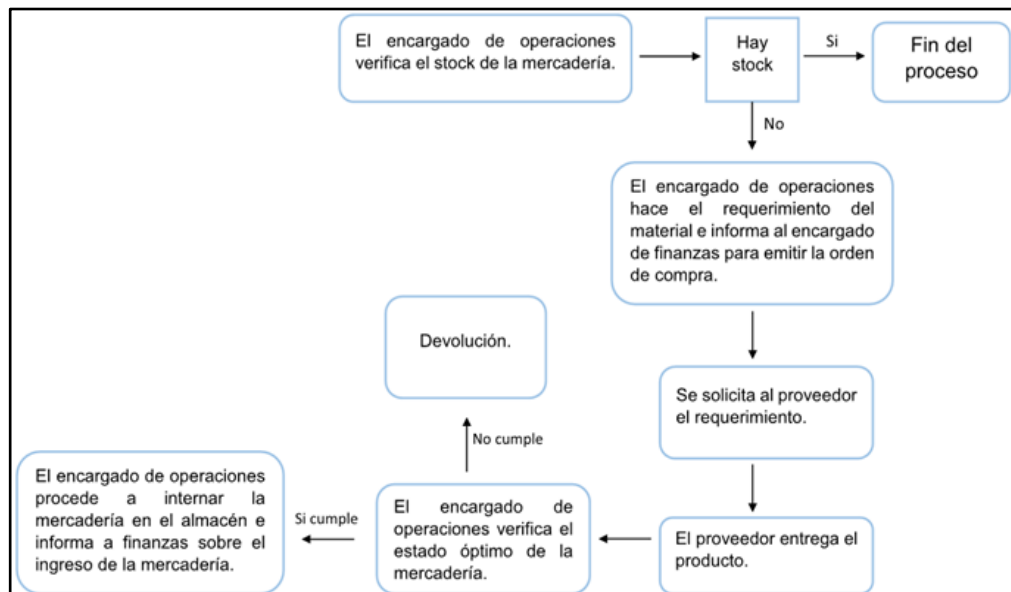 El encargado de operaciones
verifica el stock de la mercadería.
Hay
stock
Si
Fin del
proceso
No
El encargado de operaciones
hace el requerimiento del
material e informa al encargado
de finanzas para emitir la orden
de compra.
Se solicita al proveedor
el requerimiento.
El proveedor entrega el
producto.
El encargado de
operaciones verifica el
estado óptimo de la
mercadería.
No cumple
Devolución.
Si cumple
El encargado de operaciones
procede a internar la
mercadería en el almacén e
informa a finanzas sobre el
ingreso de la mercadería.